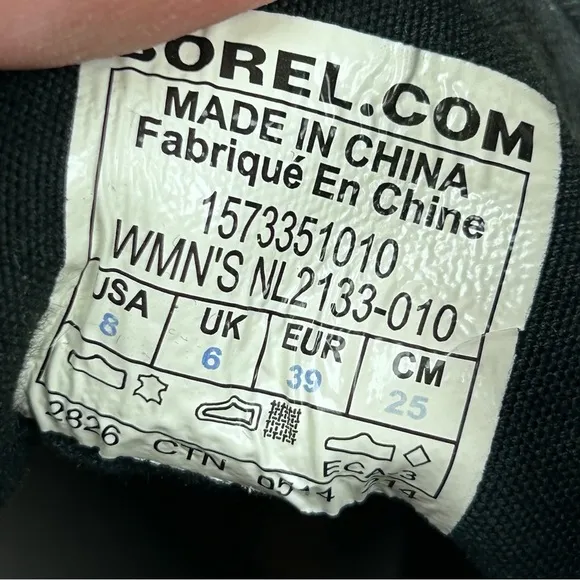 SOREL.COM
MADE IN CHINA
Fabriqué En Chine
1573351010
WMN'S NL2133-010
USA UK EUR CM
8 6 39 25
2826 CTN ECA